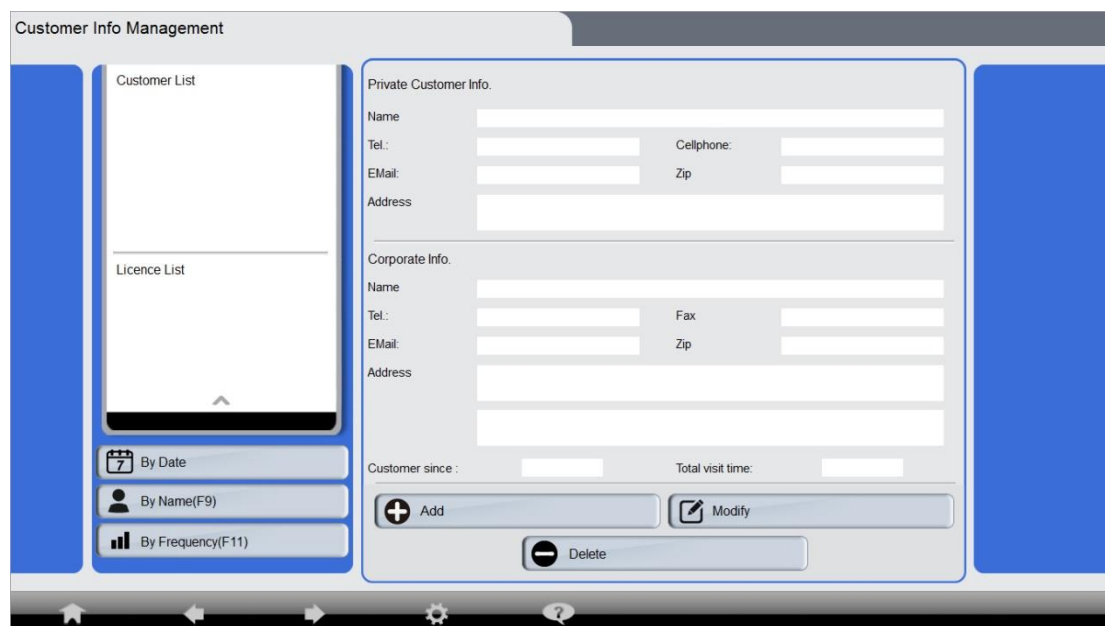 Customer Info Management
Customer List
Licence List
7 By Date
By Name(F9)
By Frequency(F11)
Private Customer Info.
Name
Tel.:
Cellphone:
EMail:
Zip
Address
Corporate Info.
Name
Tel.:
Fax
EMail:
Zip
Address
Customer since :
Total visit time:
Add
Modify
Delete
?